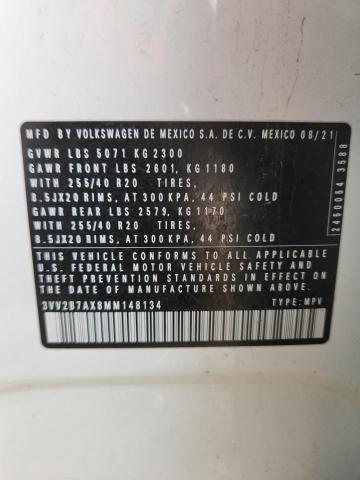 MFD BY VOLKSWAGEN DE MEXICO S.A. DE C.V. MEXICO 08/21
GVWR LBS 5071 KG 2300
GAWR FRONT LBS 2601, KG 1180
WITH 255/40 R20 TIRES,
8.5JX20 RIMS, AT 300 KPA, 44 PSI COLD
GAWR REAR LBS 2579, KG 1170
WITH 255/40 R20 TIRES,
8.5JX20 RIMS, AT 300 KPA, 44 PSI COLD
THIS VEHICLE CONFORMS TO ALL APPLICABLE
U.S. FEDERAL MOTOR VEHICLE SAFETY AND
THEFT PREVENTION STANDARDS IN EFFECT ON THE DATE
OF MANUFACTURE SHOWN ABOVE.
3VV2B7AX8MM148134 TYPE: MPV
2450054 3588